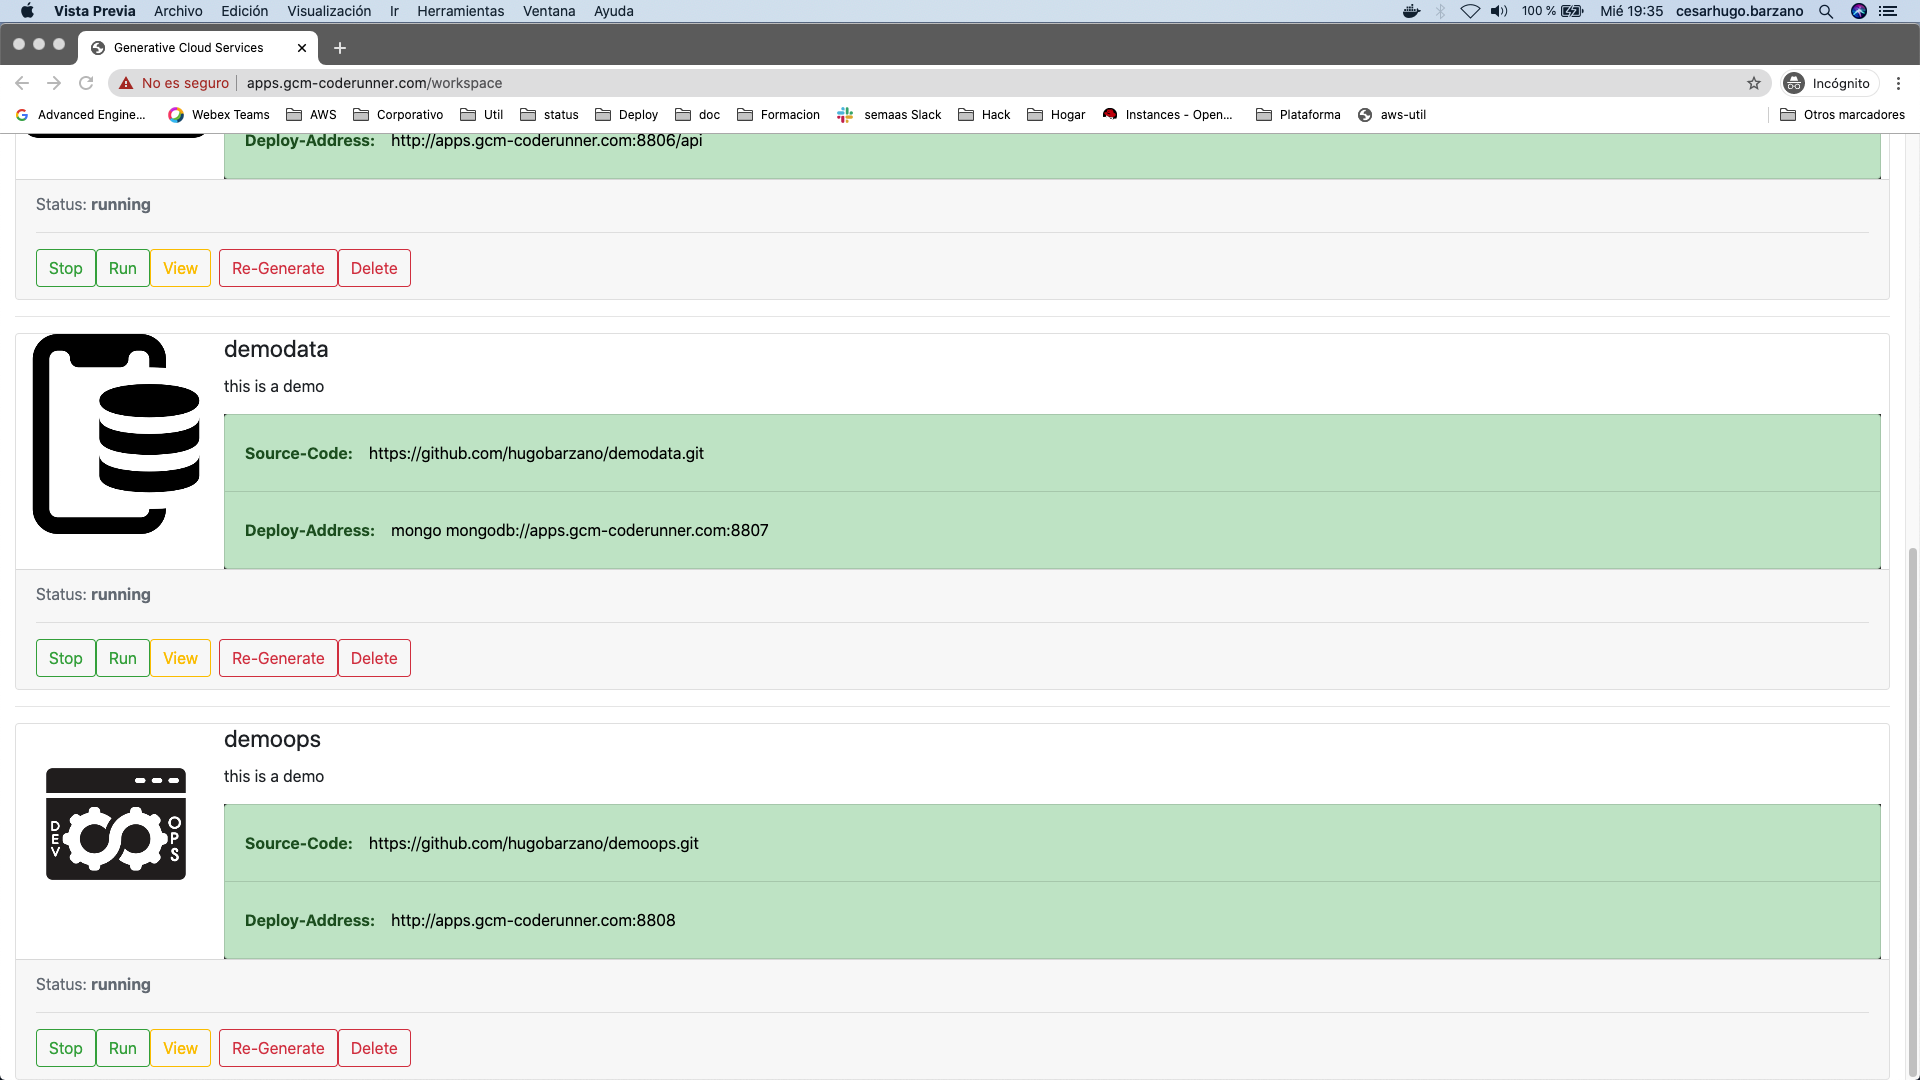 Vista Previa Archivo Edición Visualización Ir Herramientas Ventana Ayuda 100 % Mié 19:35 cesarhugo.barzano
Generative Cloud Services
No es seguro apps.gcm-coderunner.com/workspace Incógnito
Advanced Engine... Webex Teams AWS Corporativo Util status Deploy doc Formacion semaas Slack Hack Hogar Instances - Open... Plataforma aws-util Otros marcadores
Deploy-Address: http://apps.gcm-coderunner.com:8806/api
Status: running
Stop Run View Re-Generate Delete
demodata
this is a demo
Source-Code: https://github.com/hugobarzano/demodata.git
Deploy-Address: mongo mongodb://apps.gcm-coderunner.com:8807
Status: running
Stop Run View Re-Generate Delete
demoops
this is a demo
DEV OPS
Source-Code: https://github.com/hugobarzano/demoops.git
Deploy-Address: http://apps.gcm-coderunner.com:8808
Status: running
Stop Run View Re-Generate Delete